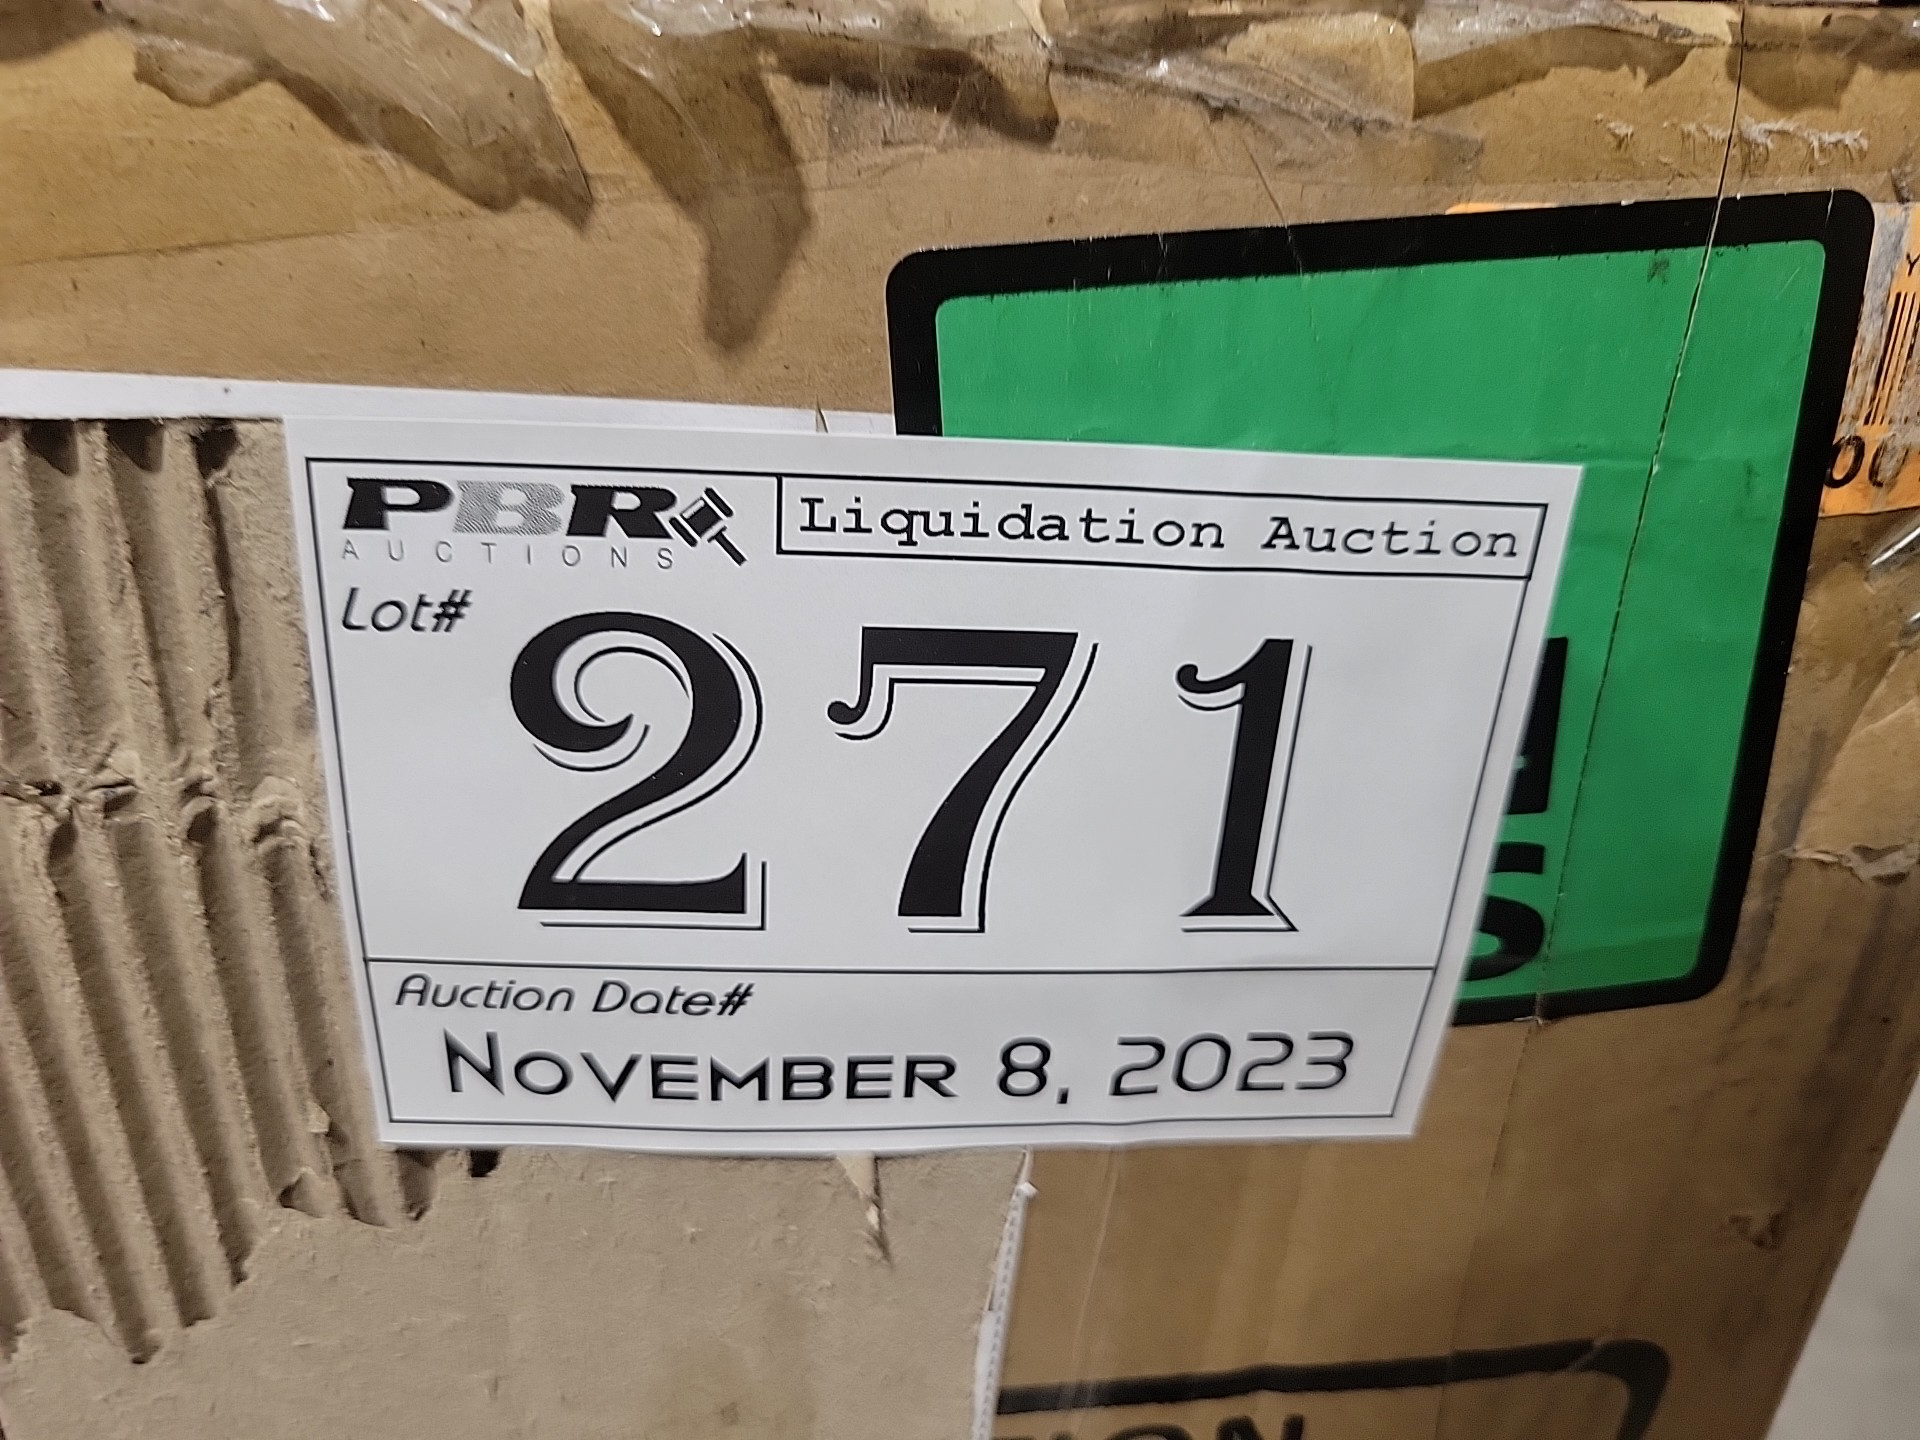 PBR
AUCTIONS
Liquidation Auction
Lot#
271
Auction Date#
NOVEMBER 8, 2023